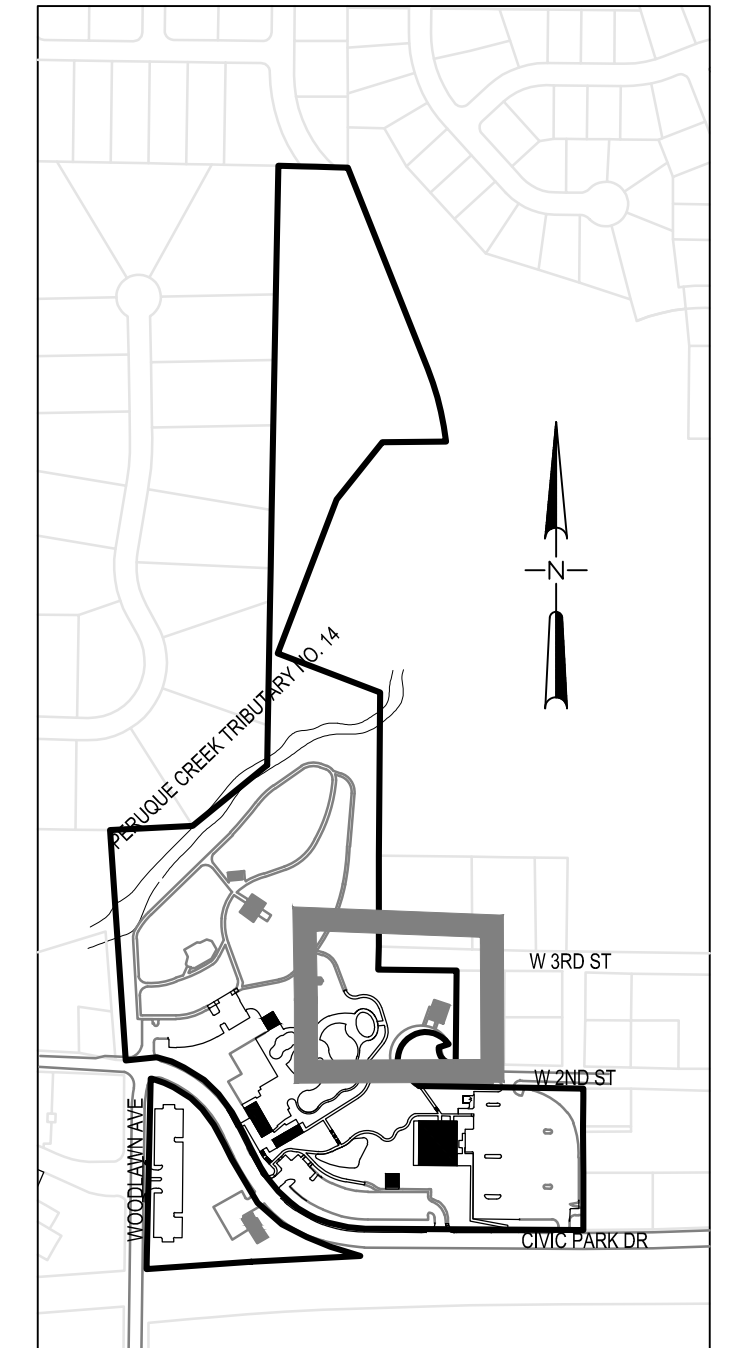 N
PERUQUE CREEK TRIBUTARY NO. 14
W 3RD ST
W 2ND ST
WOODLAWN AVE
CIVIC PARK DR